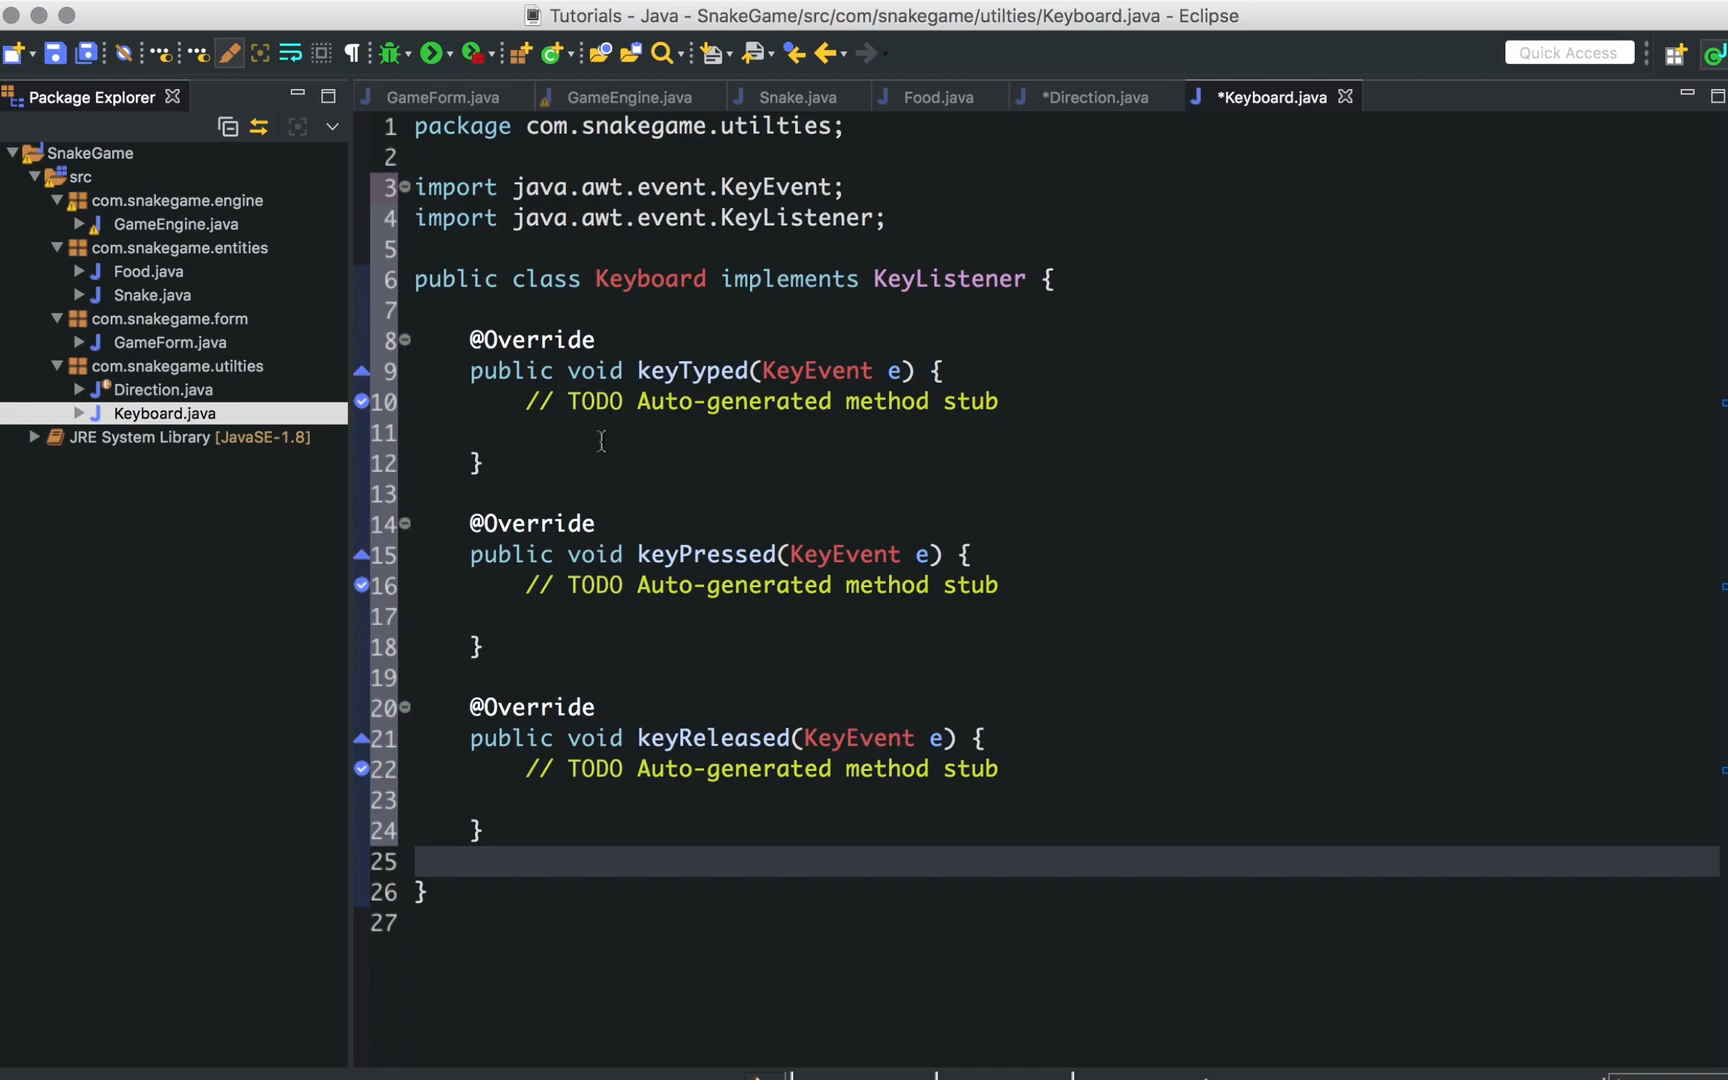 Tutorials - Java - SnakeGame/src/com/snakegame/utilties/Keyboard.java - Eclipse
Quick Access
Package Explorer
GameForm.java
GameEngine.java
Snake.java
Food.java
*Direction.java
*Keyboard.java
SnakeGame
src
com.snakegame.engine
GameEngine.java
com.snakegame.entities
Food.java
Snake.java
com.snakegame.form
GameForm.java
com.snakegame.utilties
Direction.java
Keyboard.java
JRE System Library [JavaSE-1.8]
1 package com.snakegame.utilties;
2
3 import java.awt.event.KeyEvent;
4 import java.awt.event.KeyListener;
5
6 public class Keyboard implements KeyListener {
7
8 @Override
9 public void keyTyped(KeyEvent e) {
10 // TODO Auto-generated method stub
11
12 }
13
14 @Override
15 public void keyPressed(KeyEvent e) {
16 // TODO Auto-generated method stub
17
18 }
19
20 @Override
21 public void keyReleased(KeyEvent e) {
22 // TODO Auto-generated method stub
23
24 }
25
26 }
27